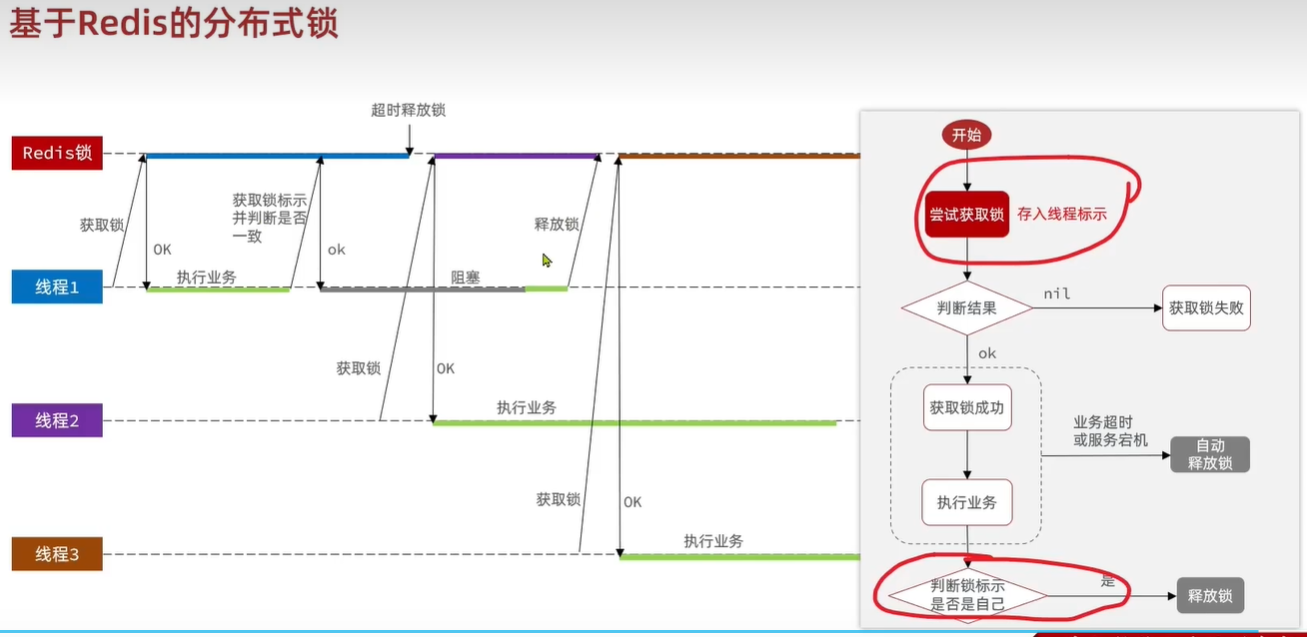 基于Redis的分布式锁
超时释放锁
Redis锁
获取锁
OK
获取锁标示
并判断是否
一致
ok
释放锁
线程1
执行业务
阻塞
获取锁
OK
线程2
执行业务
获取锁
OK
线程3
执行业务
开始
尝试获取锁
存入线程标示
判断结果
nil
获取锁失败
ok
获取锁成功
业务超时
或服务宕机
自动
释放锁
执行业务
判断锁标示
是否是自己
是
释放锁